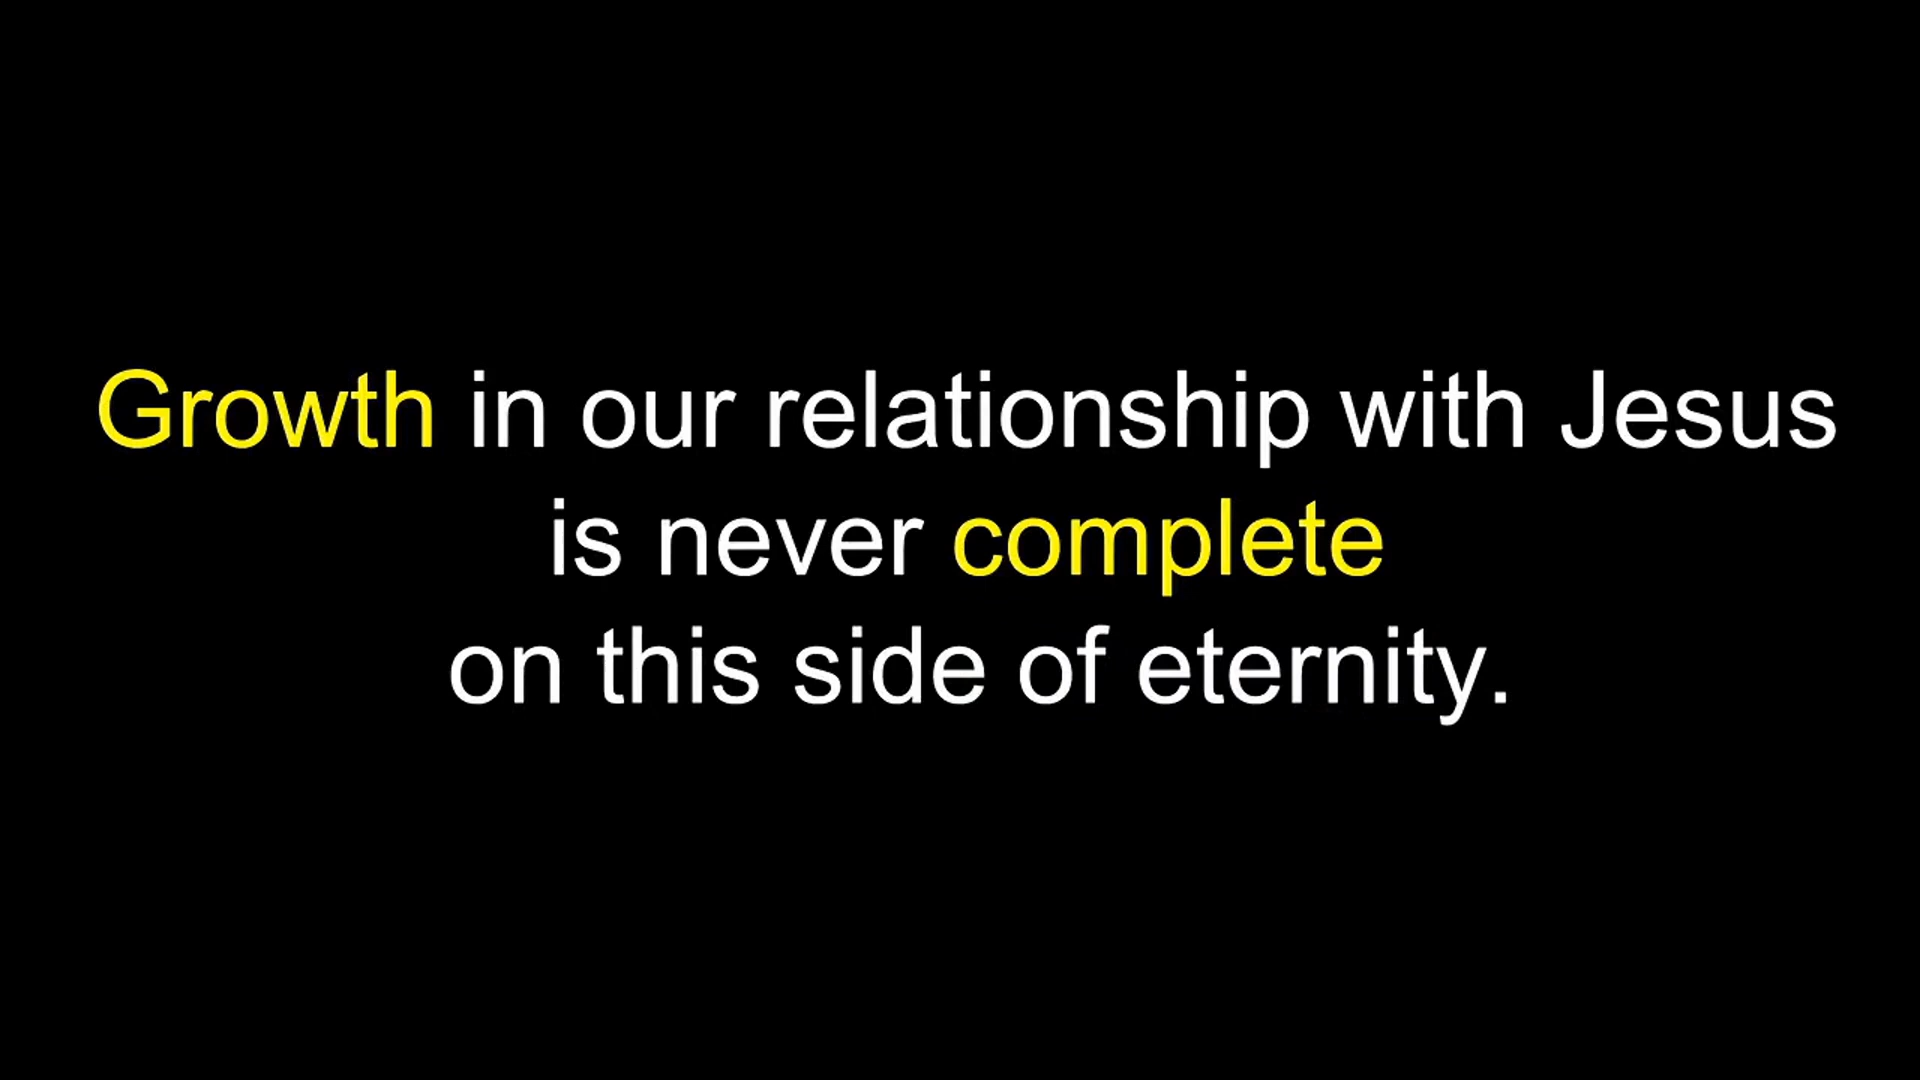 Growth in our relationship with Jesus
is never complete
on this side of eternity.